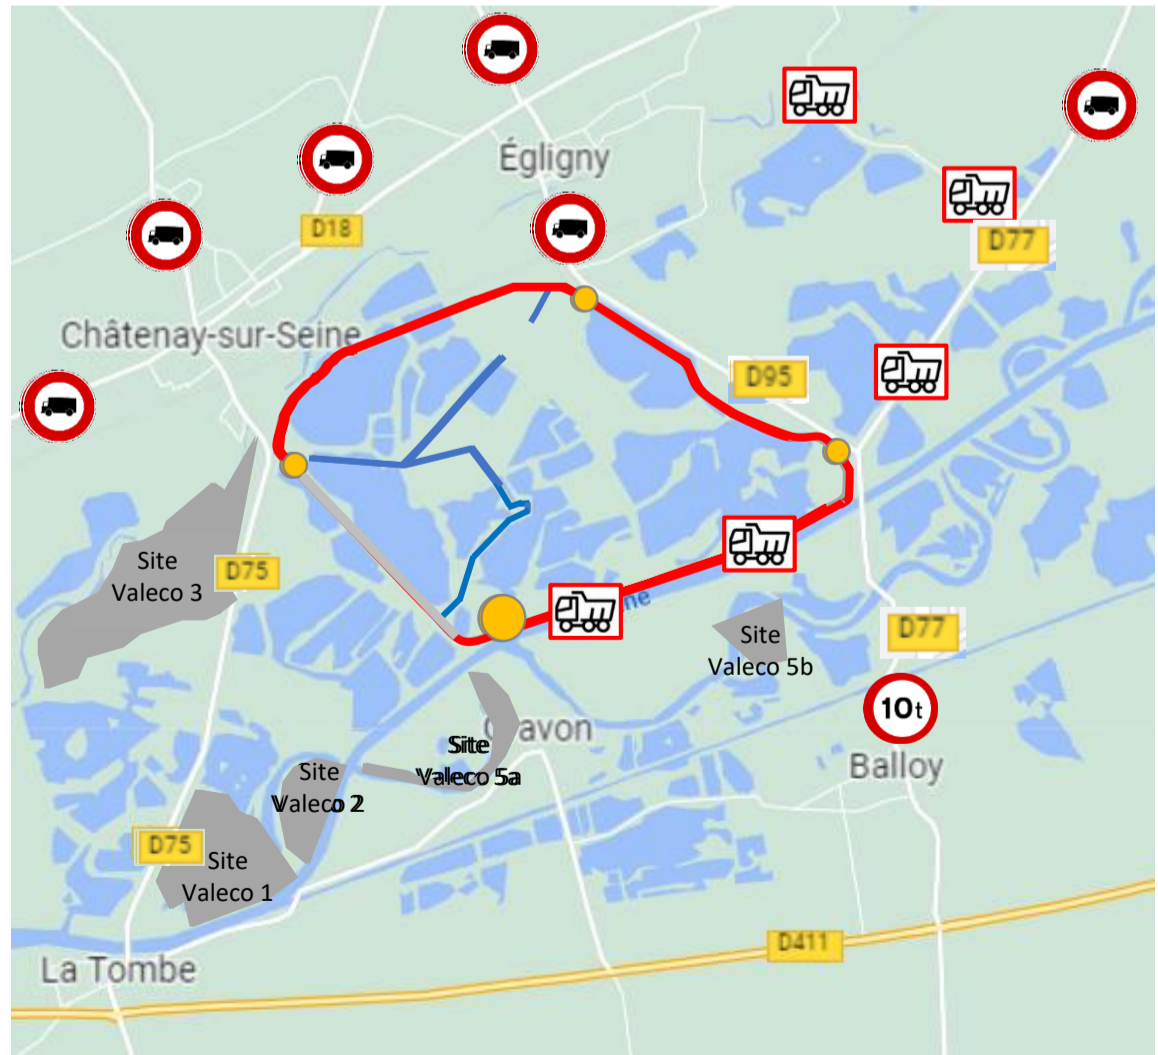 Égligny
D18
D77
Châtenay-sur-Seine
D95
Site
Valeco 3
D75
ne
D77
Site
Valeco 5b
10t
Site
Valeco 5a
Balloy
Site
Valeco 2
D75
Site
Valeco 1
D411
La Tombe